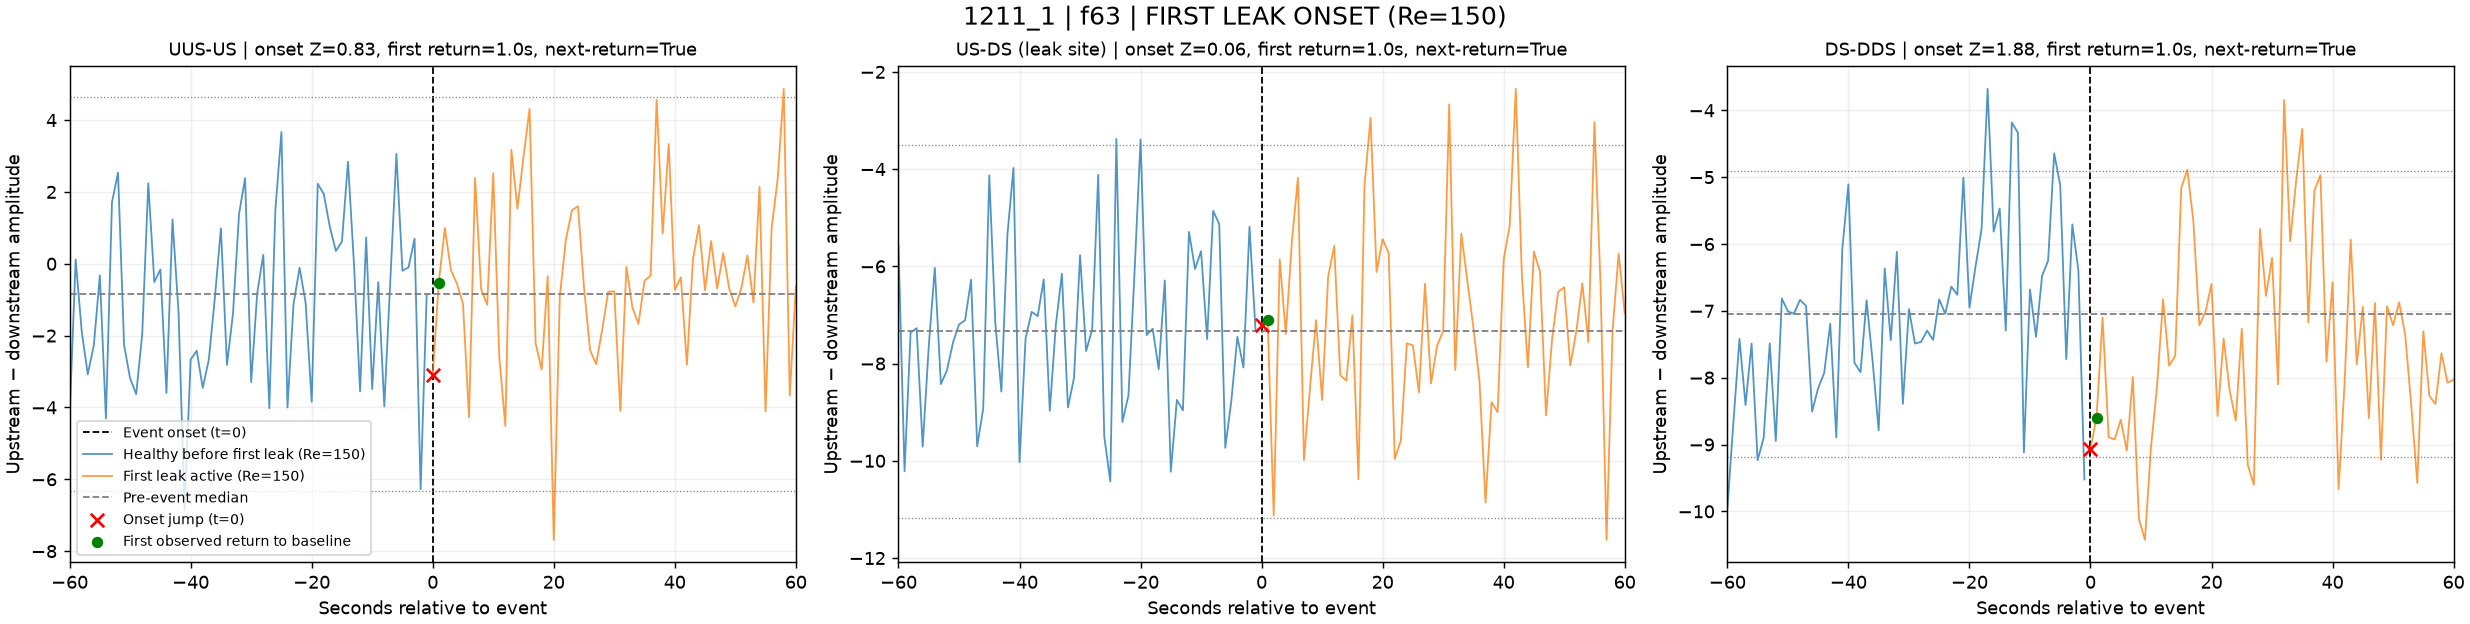 1211_1 | f63 | FIRST LEAK ONSET (Re=150)
UUS-US | onset Z=0.83, first return=1.0s, next-return=True
Upstream − downstream amplitude
4
2
0
−2
−4
−6
−8
Event onset (t=0)
Healthy before first leak (Re=150)
First leak active (Re=150)
Pre-event median
Onset jump (t=0)
First observed return to baseline
−60 −40 −20 0 20 40 60
Seconds relative to event
US-DS (leak site) | onset Z=0.06, first return=1.0s, next-return=True
Upstream − downstream amplitude
−2
−4
−6
−8
−10
−12
−60 −40 −20 0 20 40 60
Seconds relative to event
DS-DDS | onset Z=1.88, first return=1.0s, next-return=True
Upstream − downstream amplitude
−4
−5
−6
−7
−8
−9
−10
−60 −40 −20 0 20 40 60
Seconds relative to event